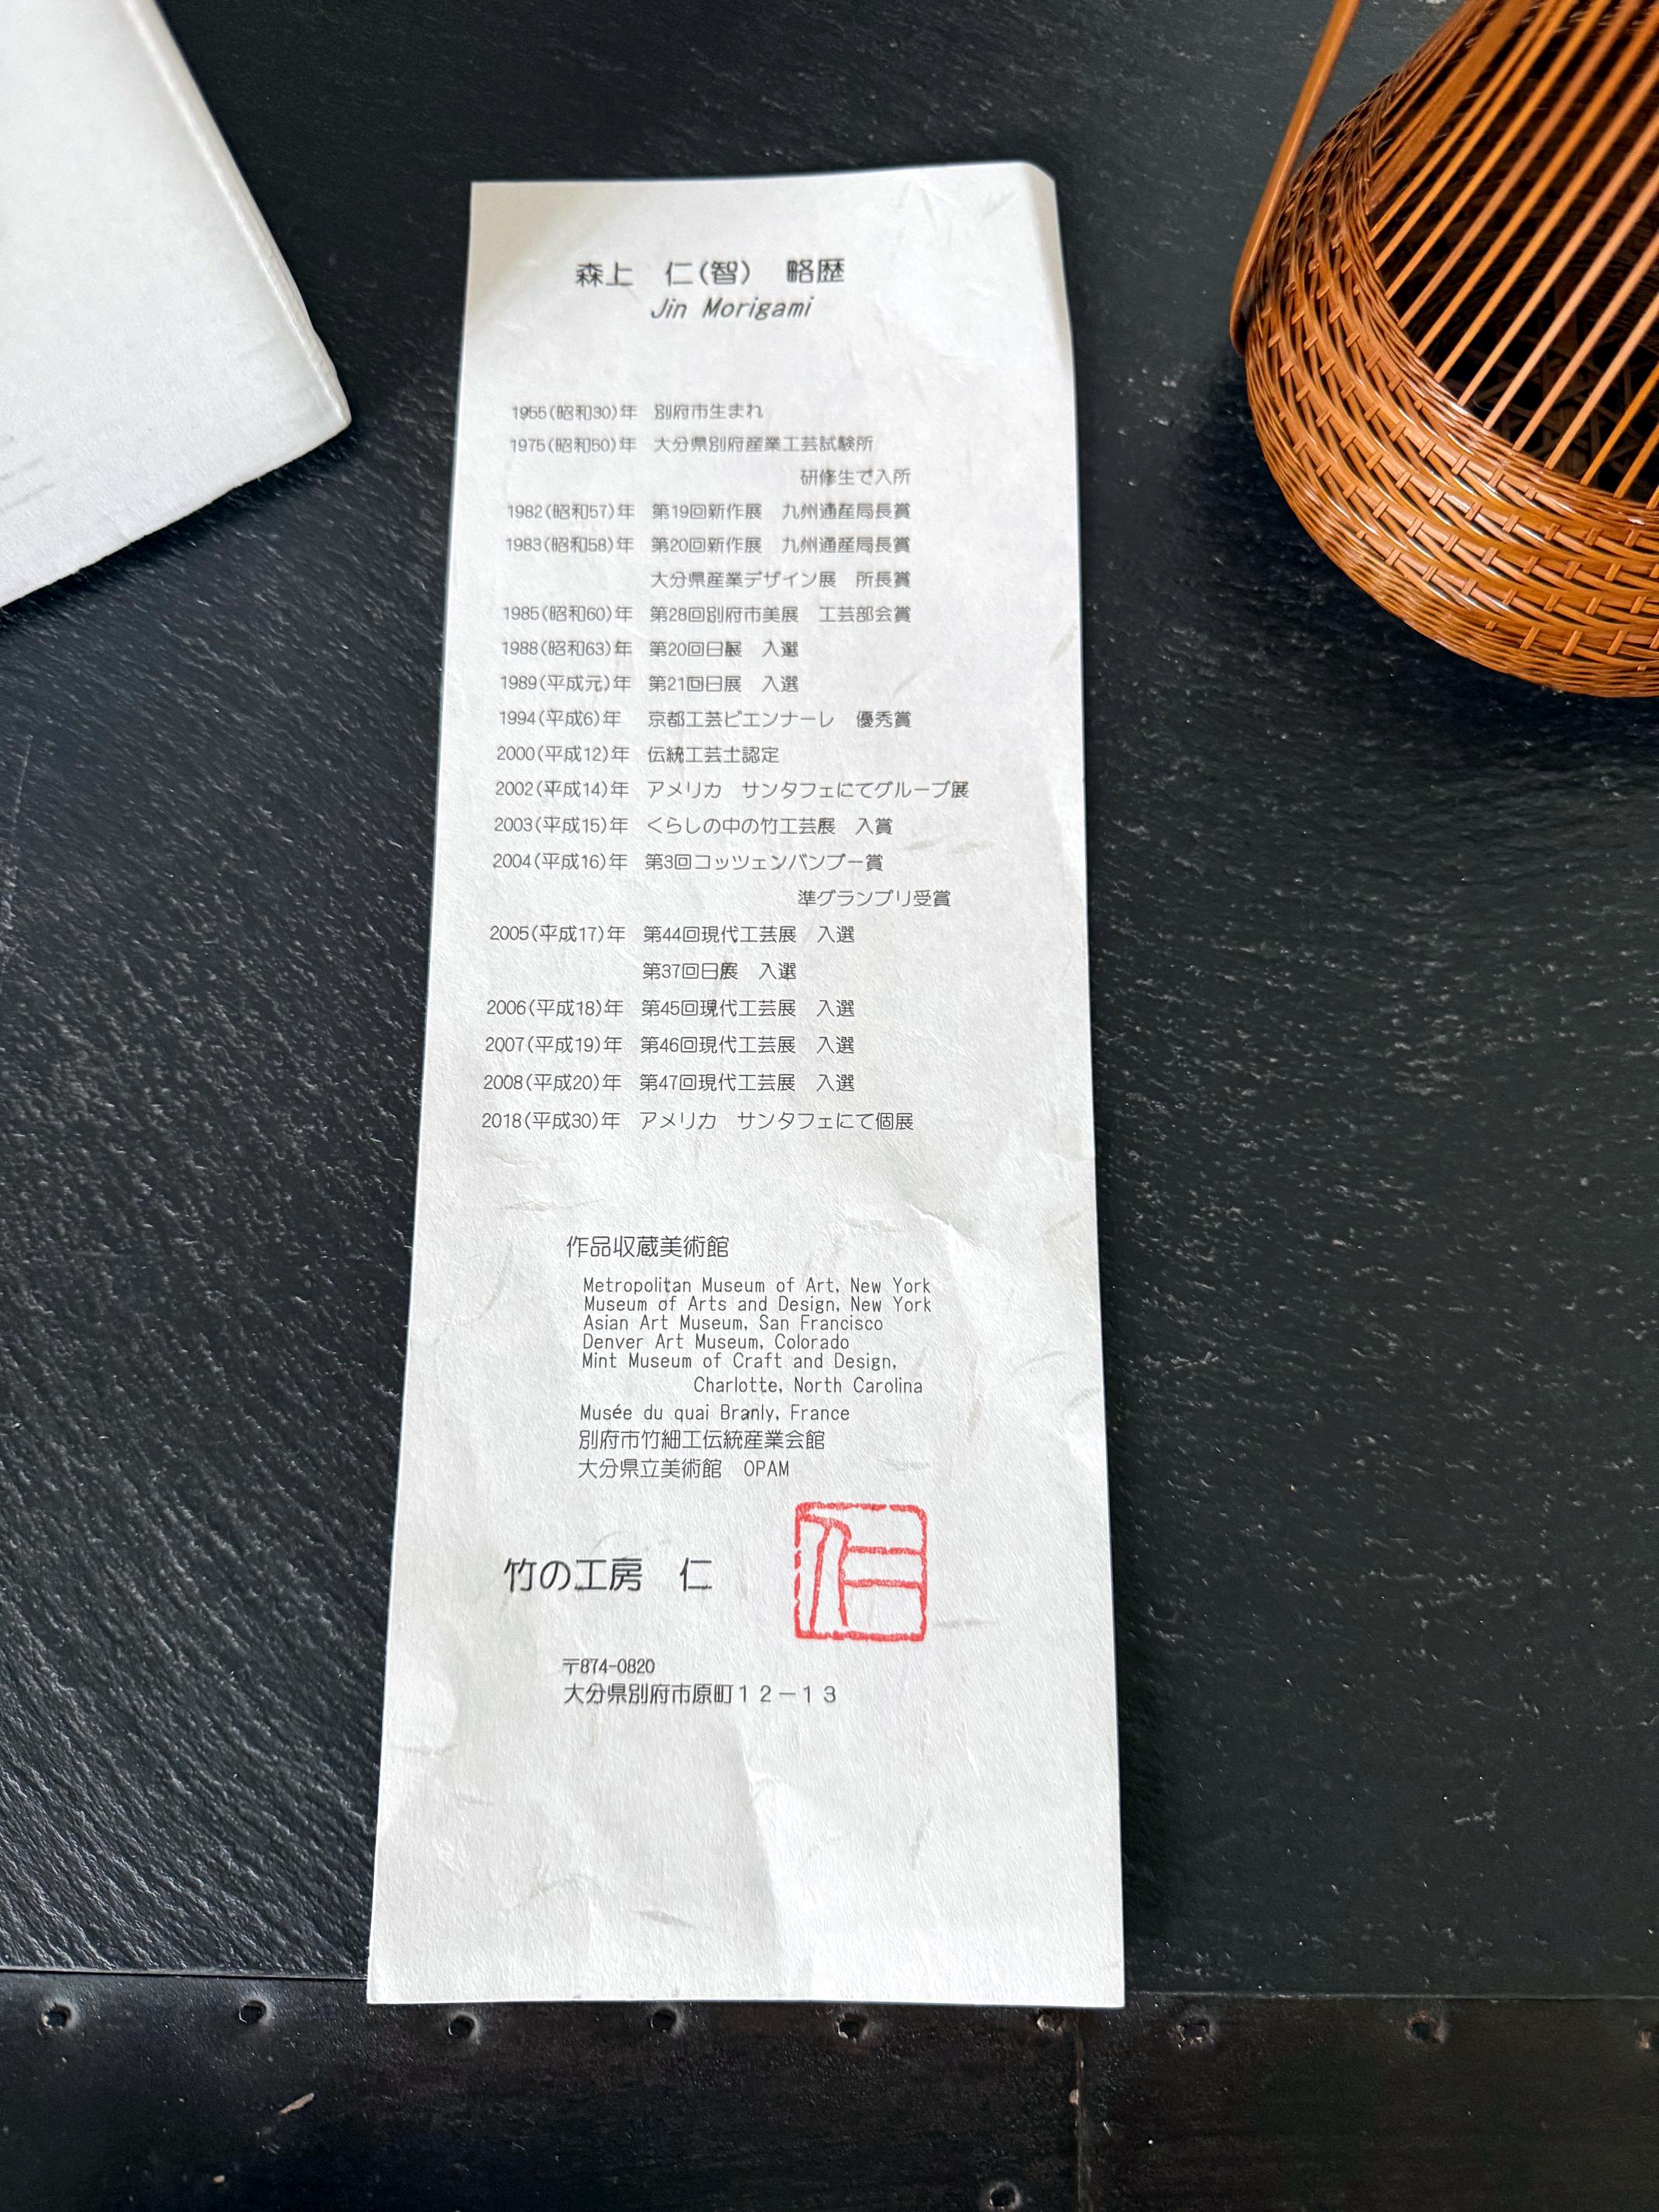 森上　仁(智)　略歴
Jin Morigami
1955(昭和30)年　別府市生まれ
1975(昭和50)年　大分県別府産業工芸試験所
研修生で入所
1982(昭和57)年　第19回新作展　九州通産局長賞
1983(昭和58)年　第20回新作展　九州通産局長賞
大分県産業デザイン展　所長賞
1985(昭和60)年　第28回別府市美展　工芸部会賞
1988(昭和63)年　第20回日展　入選
1989(平成元)年　第21回日展　入選
1994(平成6)年　京都工芸ビエンナーレ　優秀賞
2000(平成12)年　伝統工芸士認定
2002(平成14)年　アメリカ　サンタフェにてグループ展
2003(平成15)年　くらしの中の竹工芸展　入賞
2004(平成16)年　第3回コッツェンバンブー賞
準グランプリ受賞
2005(平成17)年　第44回現代工芸展　入選
第37回日展　入選
2006(平成18)年　第45回現代工芸展　入選
2007(平成19)年　第46回現代工芸展　入選
2008(平成20)年　第47回現代工芸展　入選
2018(平成30)年　アメリカ　サンタフェにて個展
作品収蔵美術館
Metropolitan Museum of Art, New York
Museum of Arts and Design, New York
Asian Art Museum, San Francisco
Denver Art Museum, Colorado
Mint Museum of Craft and Design,
Charlotte, North Carolina
Musée du quai Branly, France
別府市竹細工伝統産業会館
大分県立美術館　OPAM
竹の工房　仁
仁
〒874-0820
大分県別府市原町１２－１３